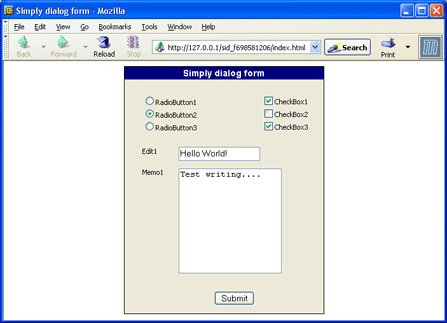 Simply dialog form - Mozilla
File Edit View Go Bookmarks Tools Window Help
Back Forward Reload Stop http://127.0.0.1/sid_f698581206/index.html Search Print
Simply dialog form
RadioButton1 CheckBox1
RadioButton2 CheckBox2
RadioButton3 CheckBox3
Edit1 Hello World!
Memo1 Test writing....
Submit